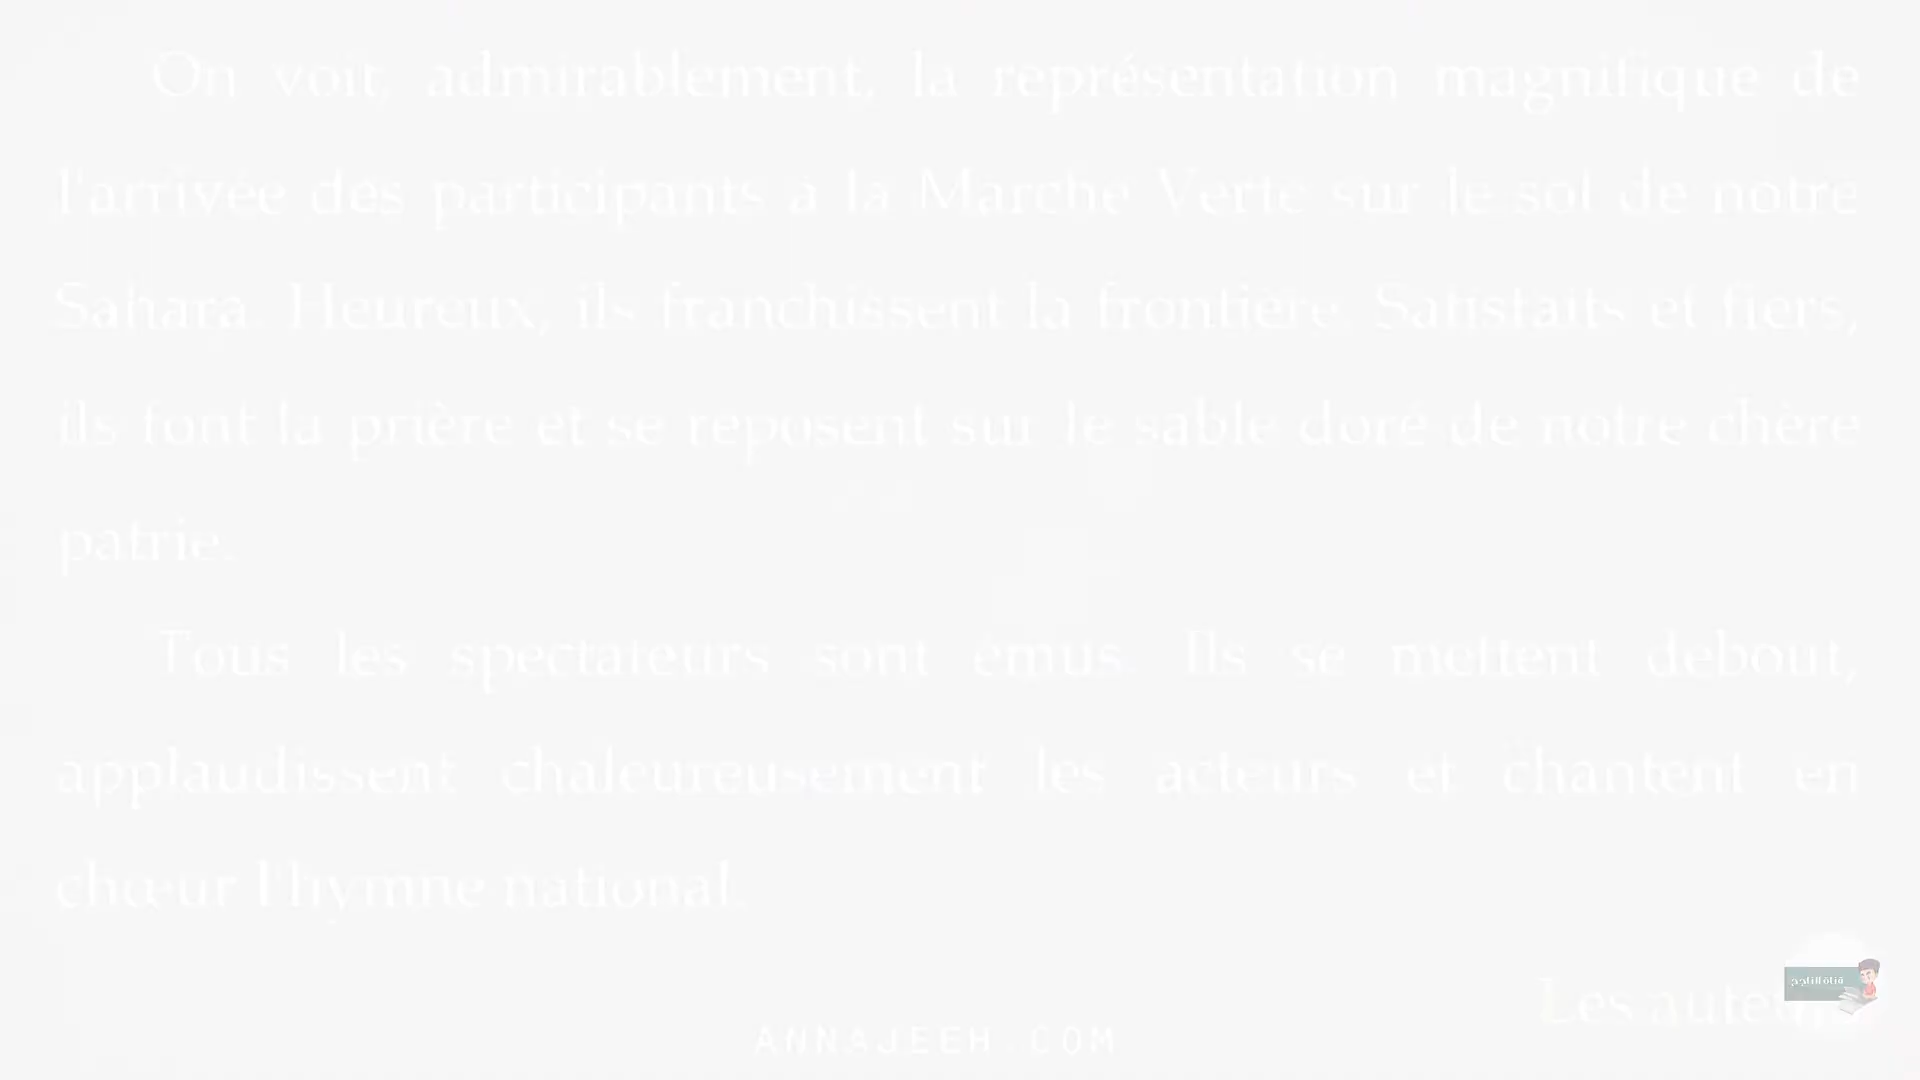 On voit, admirablement, la représentation magnifique de
l'arrivée des participants à la Marche Verte sur le sol de notre
Sahara. Heureux, ils franchissent la frontière. Satisfaits et fiers,
ils font la prière et se reposent sur le sable doré de notre chère
patrie.
Tous les spectateurs sont émus. Ils se mettent debout,
applaudissent chaleureusement les acteurs et chantent en
chœur l'hymne national.
قناة الناجح
Les
ANNAJEEH.COM